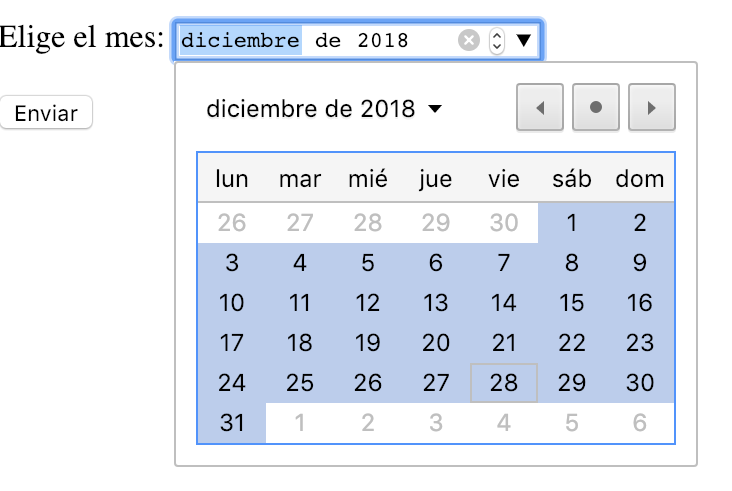 Elige el mes: diciembre de 2018
Enviar
diciembre de 2018
lun mar mié jue vie sáb dom
26 27 28 29 30 1 2
3 4 5 6 7 8 9
10 11 12 13 14 15 16
17 18 19 20 21 22 23
24 25 26 27 28 29 30
31 1 2 3 4 5 6